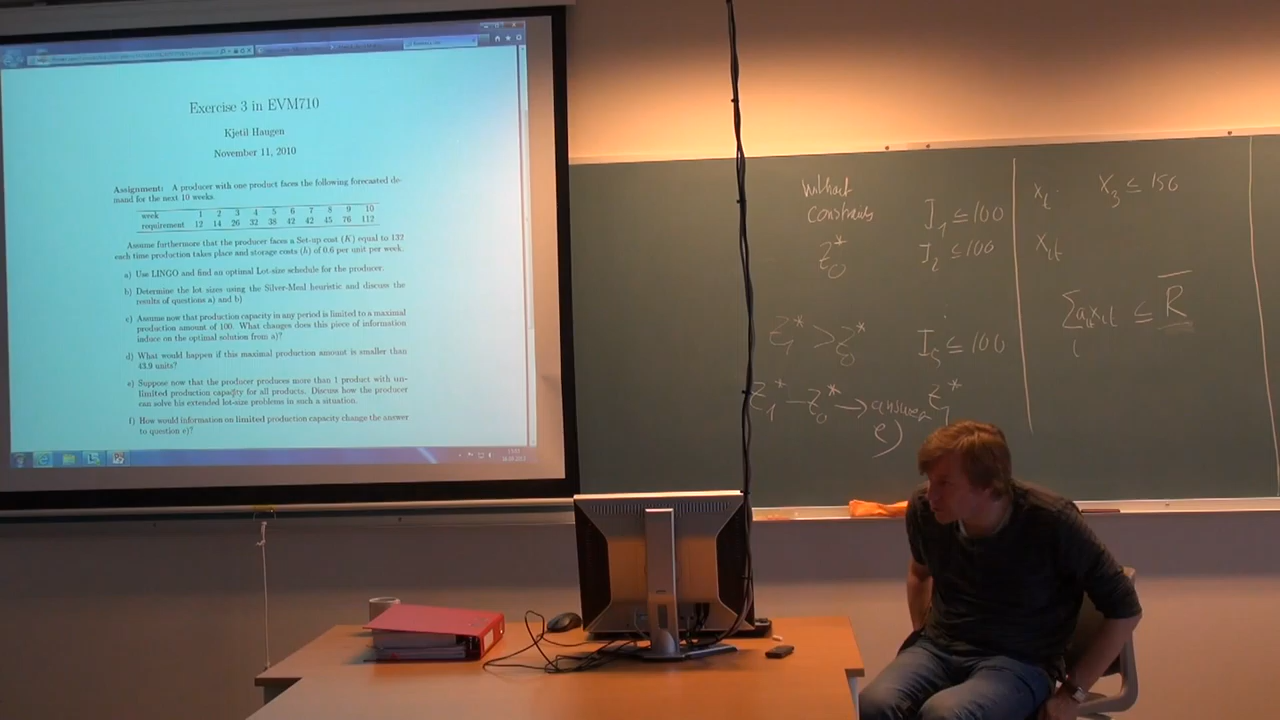 Exercise 3 in EVM710
Kjetil Haugen
November 11, 2010
Assignment: A producer with one product faces the following forecasted de-
mand for the next 10 weeks
week 1 2 3 4 5 6 7 8 9 10
requirement 12 14 26 32 38 42 42 45 76 112
Assume furthermore that the producer faces a Set-up cost (K) equal to 132
each time production takes place and storage costs (h) of 0.6 per unit per week.
a) Use LINGO and find an optimal Lot-size schedule for the producer.
b) Determine the lot sizes using the Silver-Meal heuristic and discuss the
results of questions a) and b)
c) Assume now that production capacity in any period is limited to a maximal
production amount of 100. What changes does this piece of information
induce on the optimal solution from a)?
d) What would happen if this maximal production amount is smaller than
43.9 units?
e) Suppose now that the producer produces more than 1 product with un-
limited production capacity for all products. Discuss how the producer
can solve his extended lot-size problems in such a situation.
f) How would information on limited production capacity change the answer
to question e)?
without
constraints
Z₀*
I₁ ≤ 100
I₂ ≤ 100
Z₁* > Z₀*
I₅ ≤ 100
Z₁* - Z₀* → answer
e)
Z₁*
X₃ ≤ 150
X_it
≤ R̅